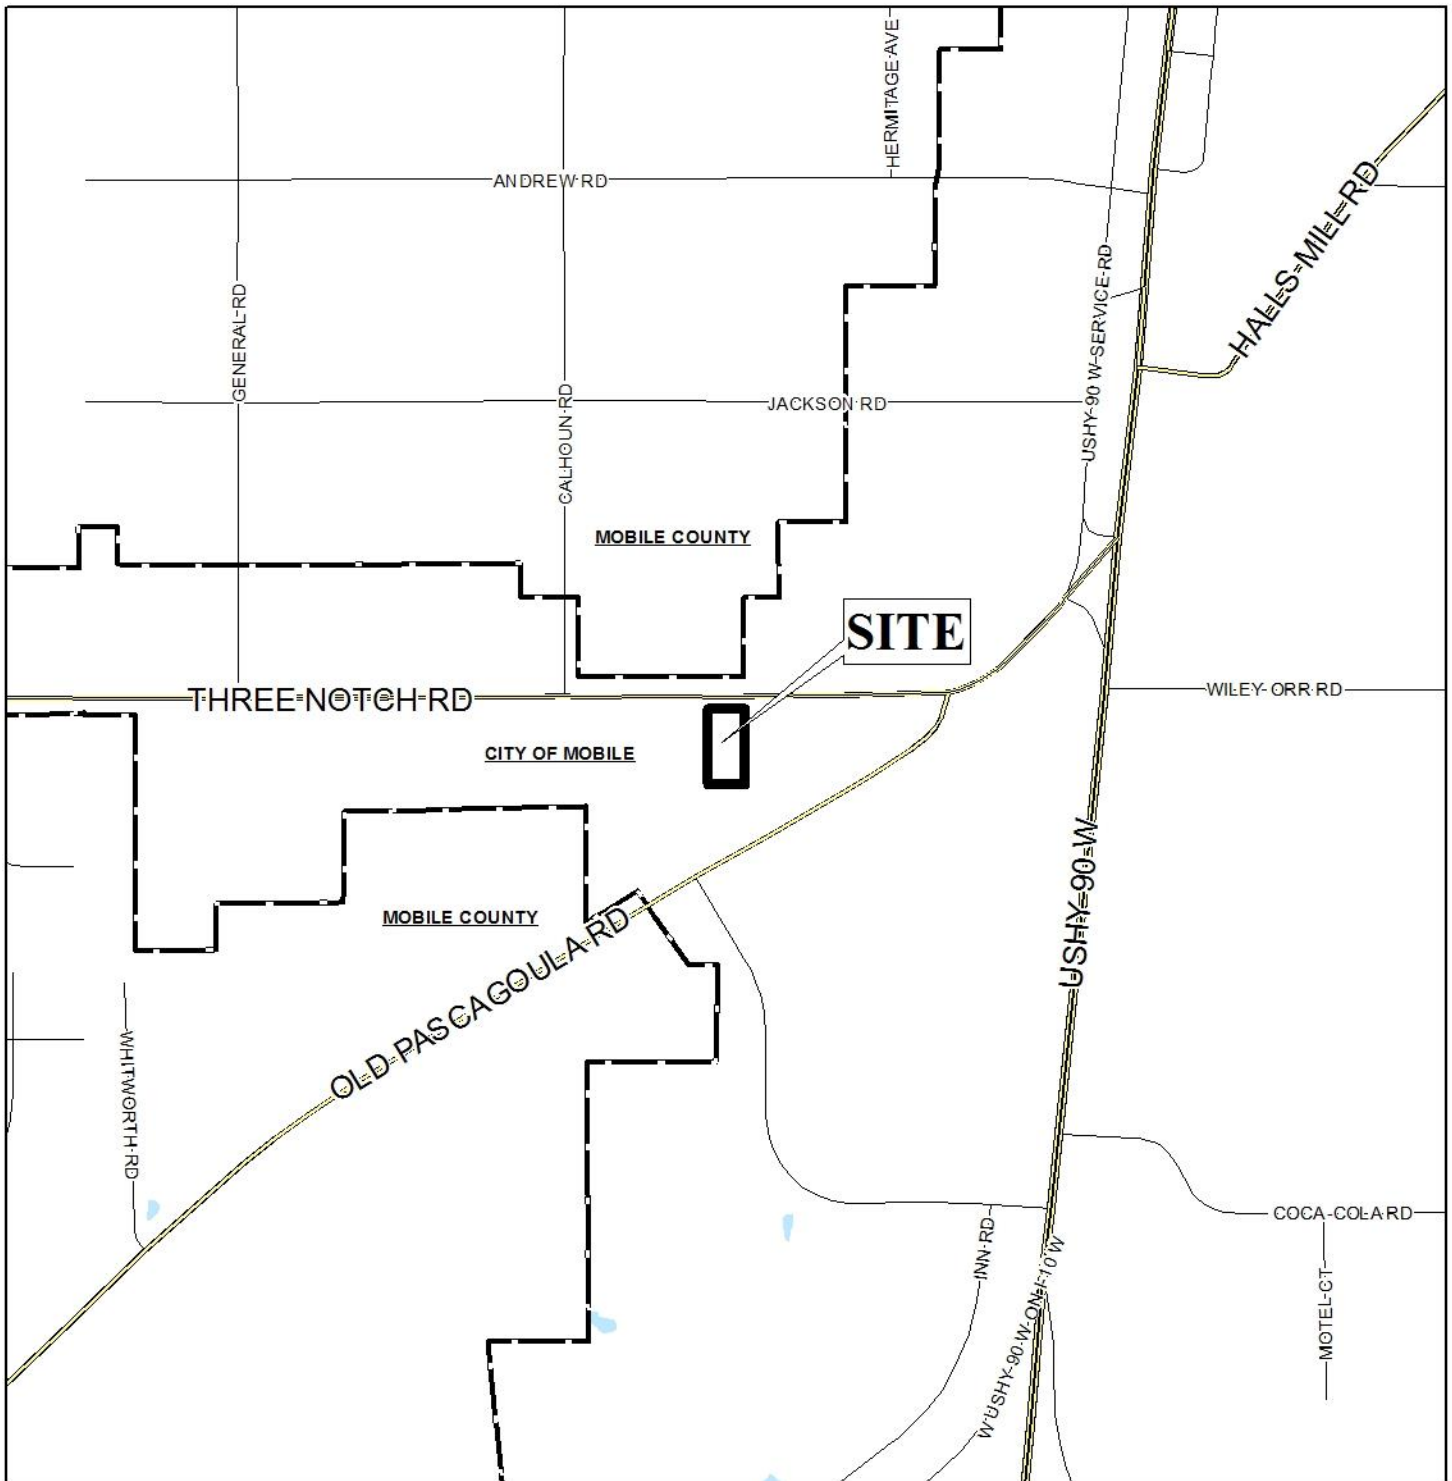 HERMITAGE AVE
ANDREW RD
HALLS MILL RD
GENERAL RD
USHY 90 W SERVICE RD
CALHOUN RD
JACKSON RD
MOBILE COUNTY
SITE
THREE NOTCH RD
WILEY ORR RD
CITY OF MOBILE
USHY 90 W
MOBILE COUNTY
OLD PASCAGOULA RD
WHITWORTH RD
COCA COLA RD
INN RD
W USHY 90 W ON I 10 W
MOTEL CT